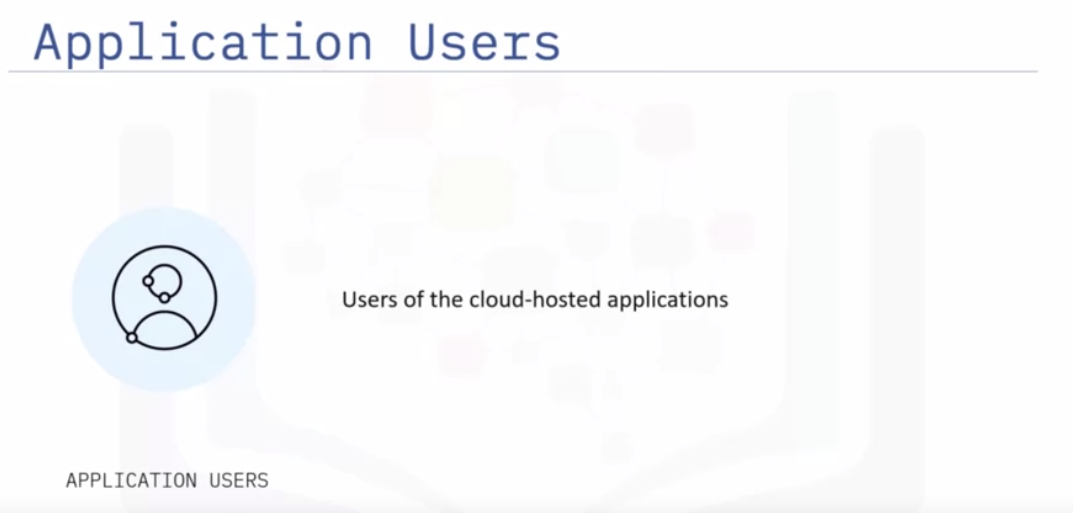 Application Users
Users of the cloud-hosted applications
APPLICATION USERS